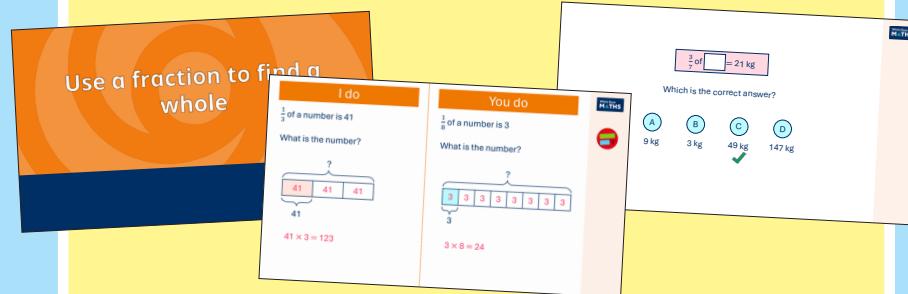 Use a fraction to find a
whole
I do
1/3 of a number is 41
What is the number?
?
41 41 41
41
41 × 3 = 123
You do
1/8 of a number is 3
What is the number?
?
3 3 3 3 3 3 3 3
3
3 × 8 = 24
MATHS
3/7 of = 21 kg
Which is the correct answer?
A B C D
9 kg 3 kg 49 kg 147 kg